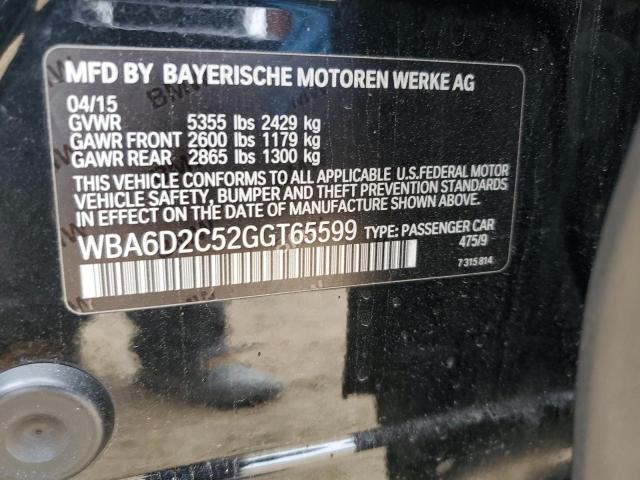 MFD BY BAYERISCHE MOTOREN WERKE AG
04/15
GVWR 5355 lbs 2429 kg
GAWR FRONT 2600 lbs 1179 kg
GAWR REAR 2865 lbs 1300 kg
THIS VEHICLE CONFORMS TO ALL APPLICABLE U.S.FEDERAL MOTOR
VEHICLE SAFETY, BUMPER AND THEFT PREVENTION STANDARDS
IN EFFECT ON THE DATE OF MANUFACTURE SHOWN ABOVE.
WBA6D2C52GGT65599 TYPE: PASSENGER CAR
475/9
7 315 814